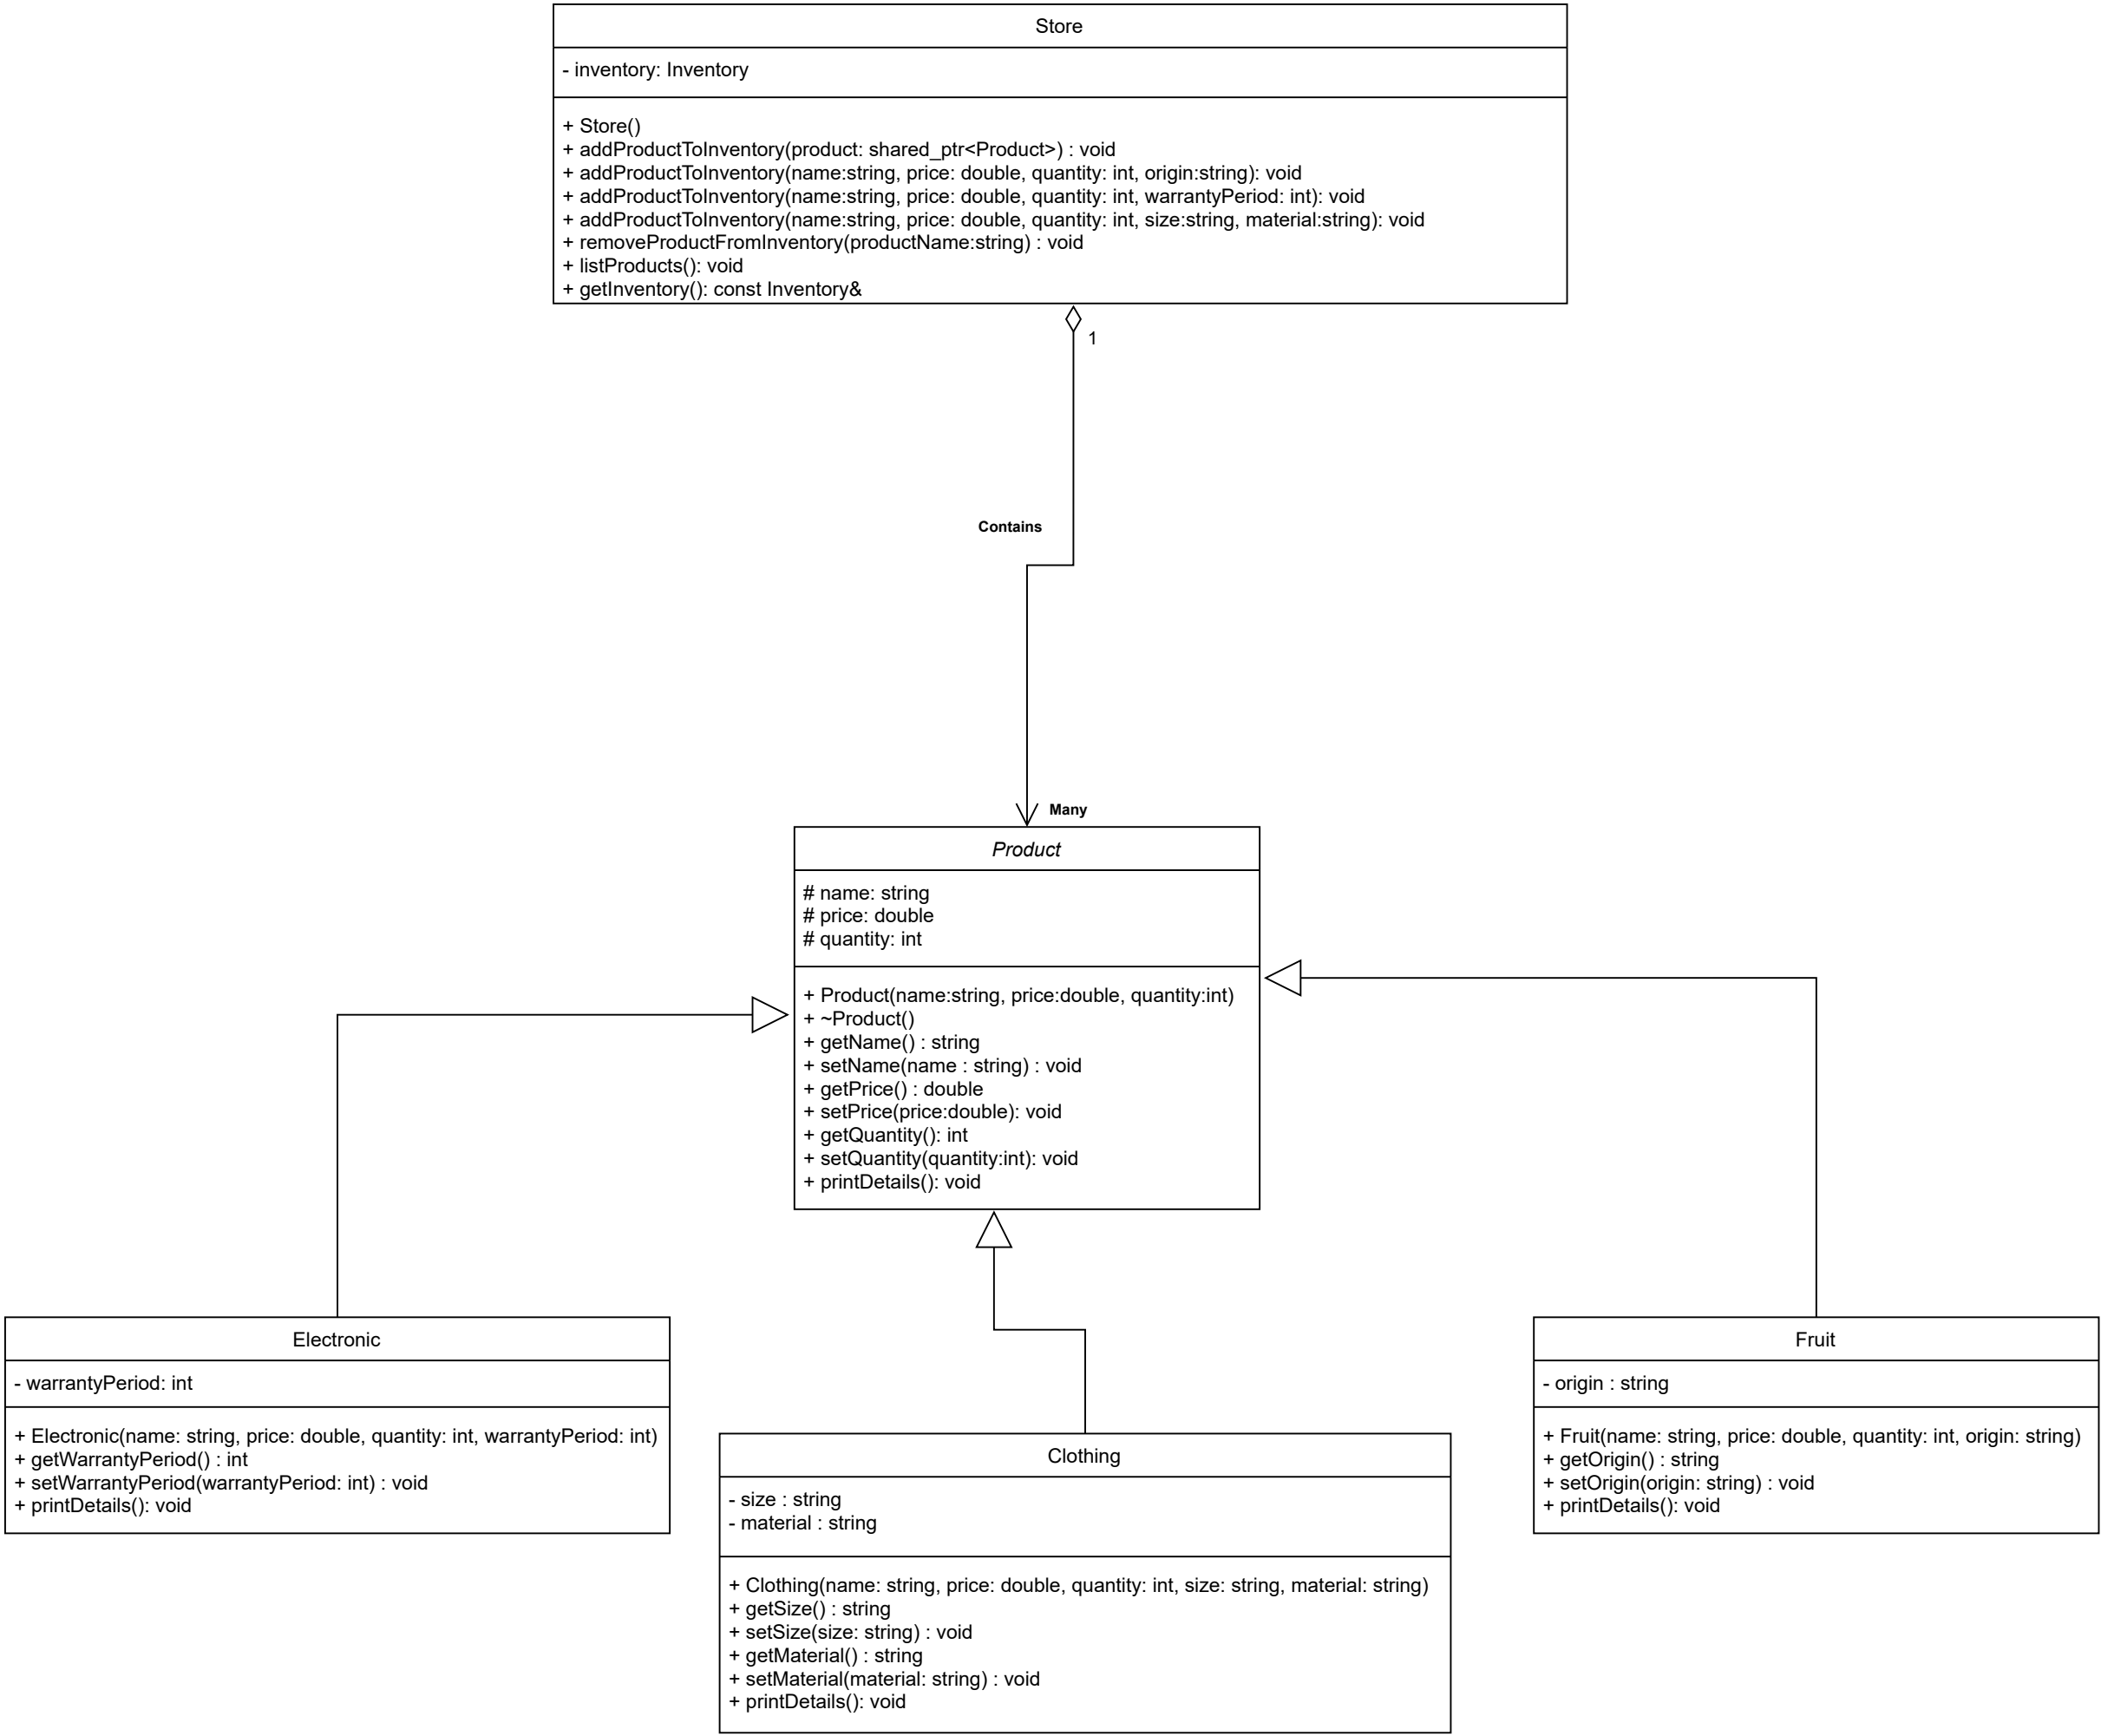 Store
- inventory: Inventory
+ Store()
+ addProductToInventory(product: shared_ptr<Product>) : void
+ addProductToInventory(name:string, price: double, quantity: int, origin:string): void
+ addProductToInventory(name:string, price: double, quantity: int, warrantyPeriod: int): void
+ addProductToInventory(name:string, price: double, quantity: int, size:string, material:string): void
+ removeProductFromInventory(productName:string) : void
+ listProducts(): void
+ getInventory(): const Inventory&
1
Contains
Many
Product
# name: string
# price: double
# quantity: int
+ Product(name:string, price:double, quantity:int)
+ ~Product()
+ getName() : string
+ setName(name : string) : void
+ getPrice() : double
+ setPrice(price:double): void
+ getQuantity(): int
+ setQuantity(quantity:int): void
+ printDetails(): void
Electronic
- warrantyPeriod: int
+ Electronic(name: string, price: double, quantity: int, warrantyPeriod: int)
+ getWarrantyPeriod() : int
+ setWarrantyPeriod(warrantyPeriod: int) : void
+ printDetails(): void
Clothing
- size : string
- material : string
+ Clothing(name: string, price: double, quantity: int, size: string, material: string)
+ getSize() : string
+ setSize(size: string) : void
+ getMaterial() : string
+ setMaterial(material: string) : void
+ printDetails(): void
Fruit
- origin : string
+ Fruit(name: string, price: double, quantity: int, origin: string)
+ getOrigin() : string
+ setOrigin(origin: string) : void
+ printDetails(): void